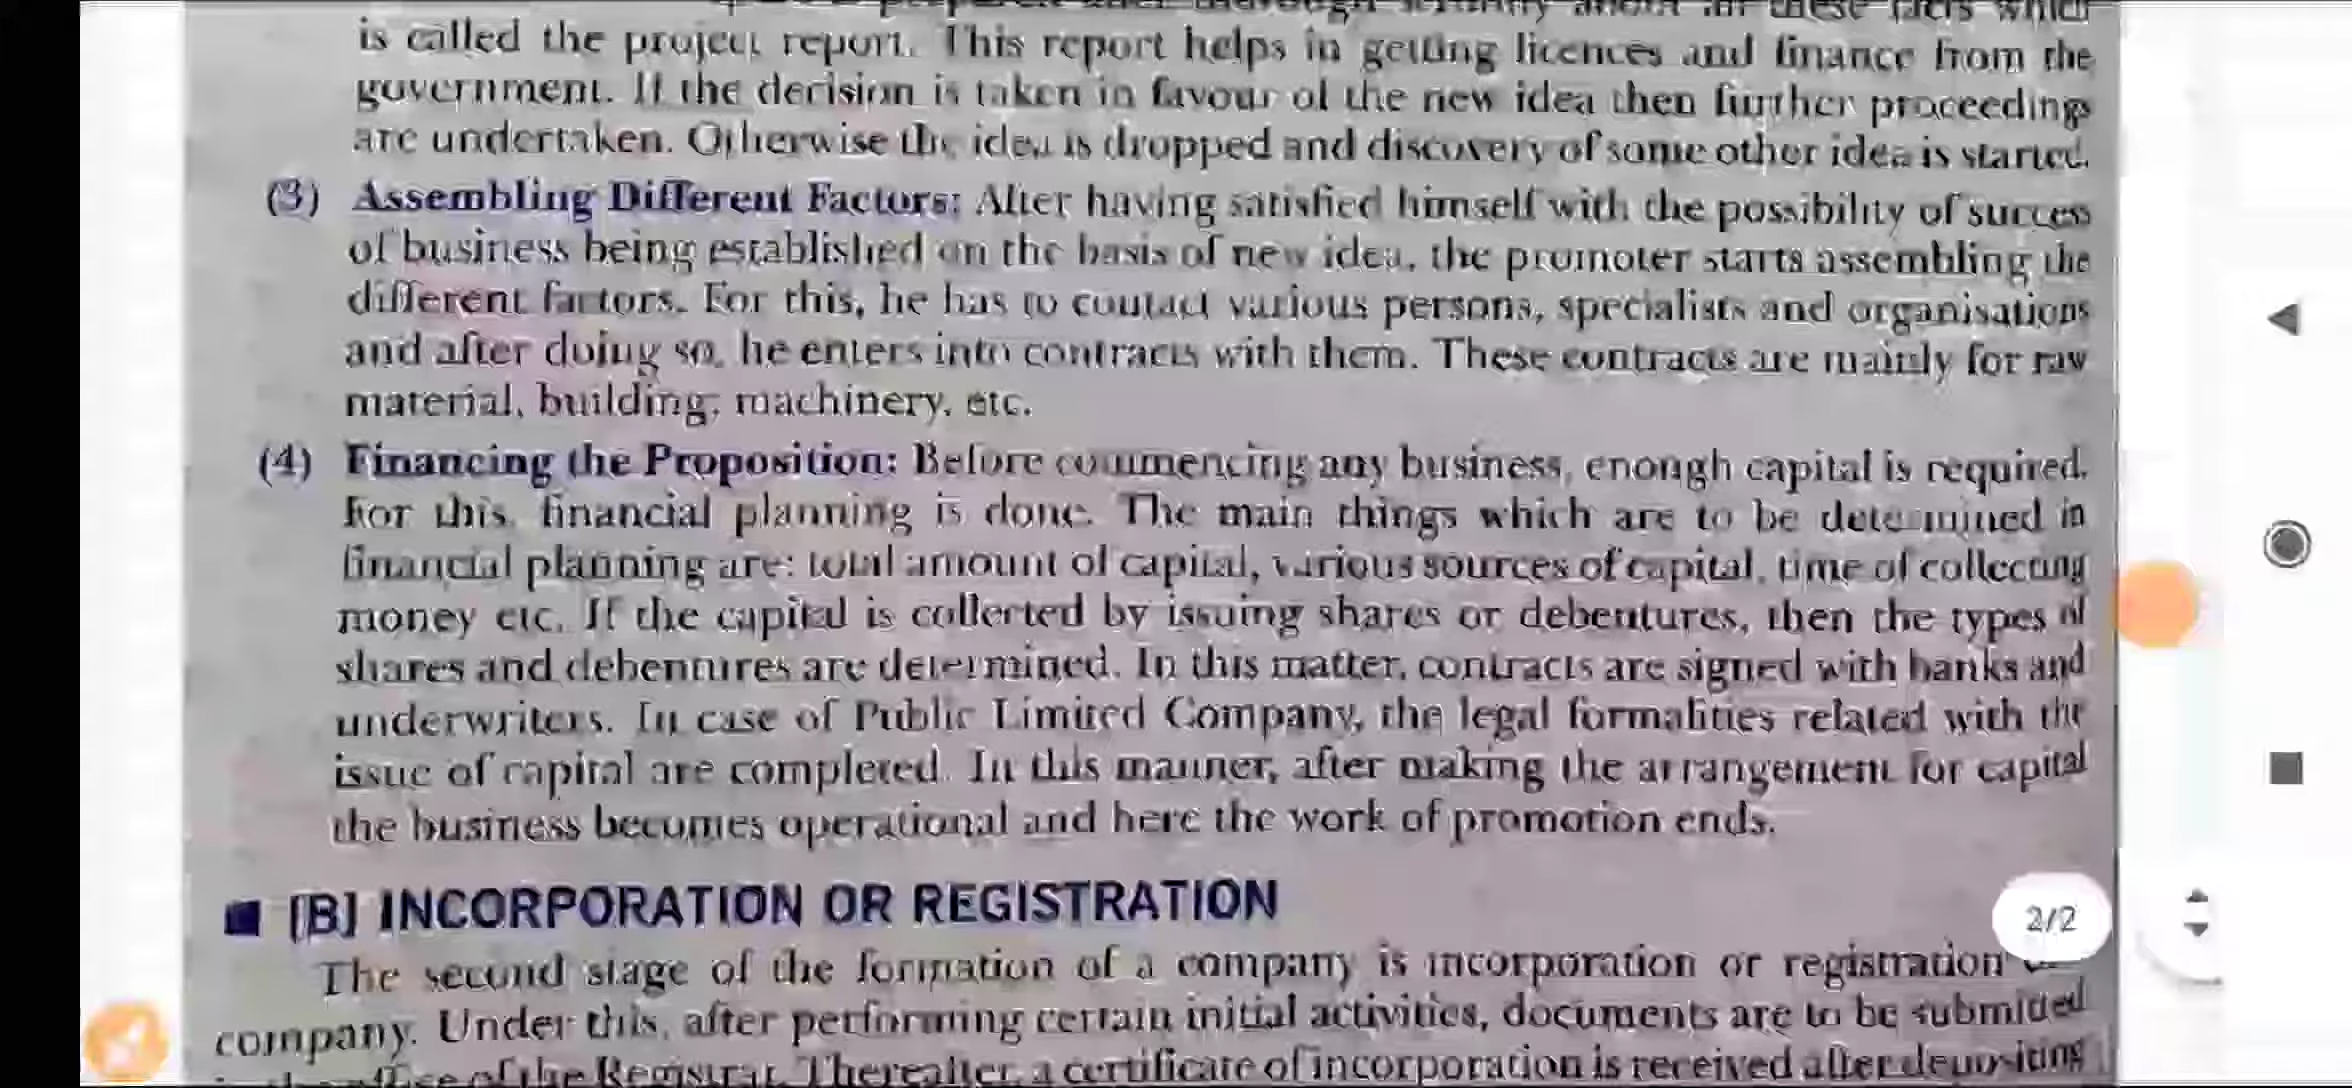 is called the project report. This report helps in getting licences and finance from the
government. If the decision is taken in favour of the new idea then further proceedings
are undertaken. Otherwise the idea is dropped and discovery of some other idea is started.
(3) Assembling Different Factors: After having satisfied himself with the possibility of success
of business being established on the basis of new idea, the promoter starts assembling the
different factors. For this, he has to contact various persons, specialists and organisations
and after doing so, he enters into contracts with them. These contracts are mainly for raw
material, building, machinery, etc.
(4) Financing the Proposition: Before commencing any business, enough capital is required.
For this, financial planning is done. The main things which are to be determined in
financial planning are: total amount of capital, various sources of capital, time of collecting
money etc. If the capital is collected by issuing shares or debentures, then the types of
shares and debentures are determined. In this matter, contracts are signed with banks and
underwriters. In case of Public Limited Company, the legal formalities related with the
issue of capital are completed. In this manner, after making the arrangement for capital
the business becomes operational and here the work of promotion ends.
[B] INCORPORATION OR REGISTRATION
2/2
The second stage of the formation of a company is incorporation or registration
company. Under this, after performing certain initial activities, documents are to be submitted
of the Registrar. Thereafter, a certificate of incorporation is received after depositing